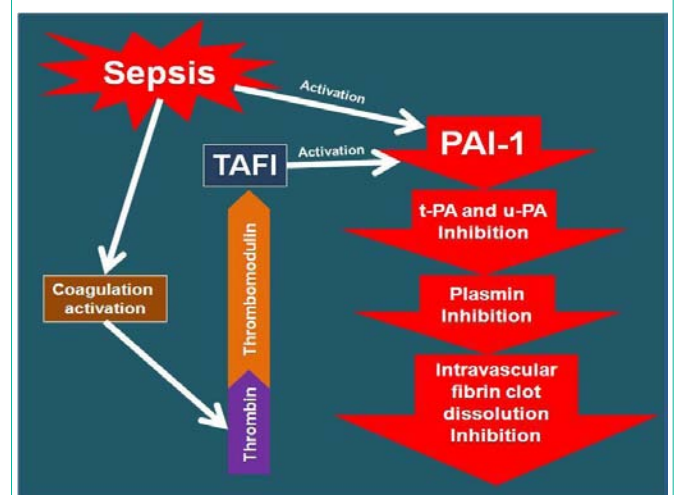 Sepsis
Activation
TAFI
Activation
PAI-1
t-PA and u-PA
Inhibition
Coagulation
activation
Thrombomodulin
Thrombin
Plasmin
Inhibition
Intravascular
fibrin clot
dissolution
Inhibition